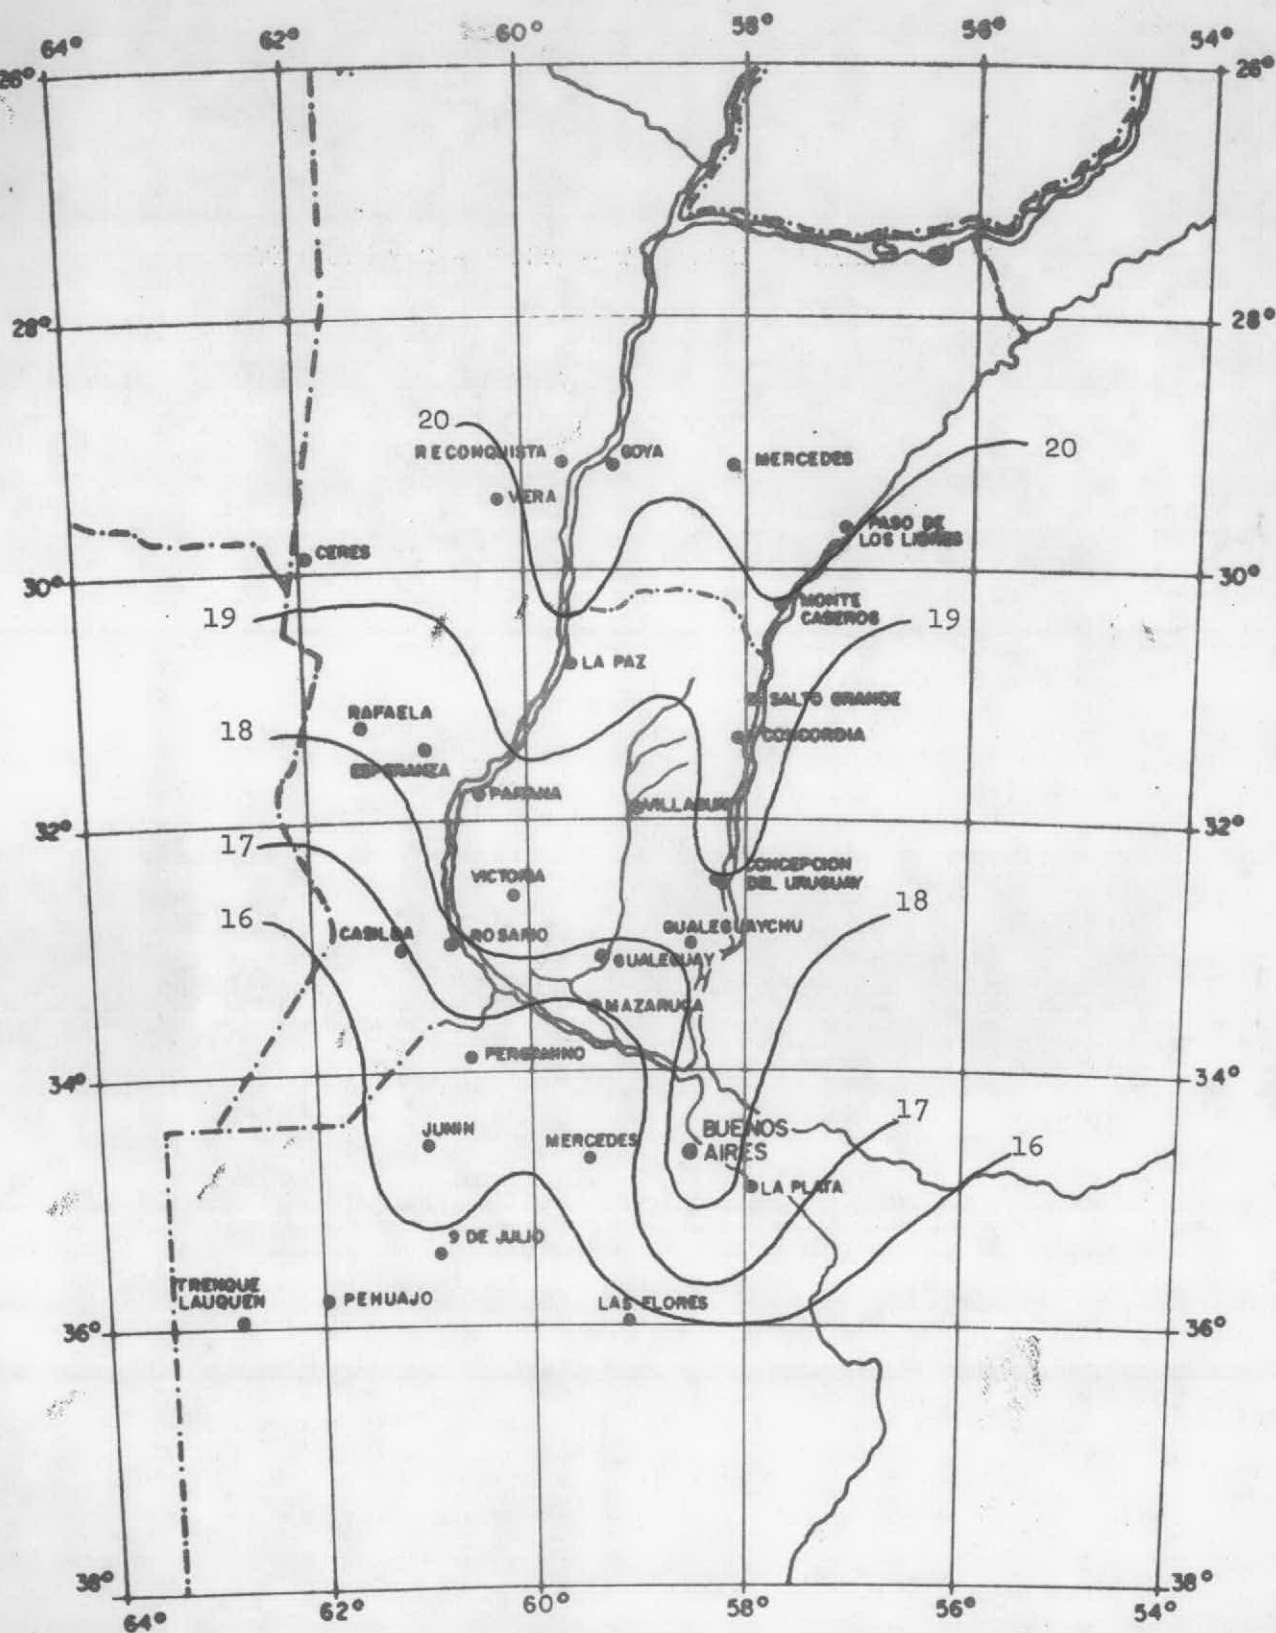 64° 62° 60° 58° 56° 54°
26° 26°
28° 28°
20
RECONQUISTA GOYA MERCEDES 20
VERA
PASO DE
LOS LIBRES
CERES
30° 30°
19 MONTE
CASEROS 19
LA PAZ
SALTO GRANDE
RAFAELA
18 CONCORDIA
ESPERANZA
PARANA VILLAGUAY
32° 32°
17
CONCEPCION
VICTORIA DEL URUGUAY
16 18
CASILDA ROSARIO GUALEGUAYCHU
GUALEGUAY
MAZARUCA
PERGAMINO
34° 34°
17
JUNIN MERCEDES BUENOS
AIRES 16
LA PLATA
9 DE JULIO
TRENQUE
LAUQUEN PEHUAJO LAS FLORES
36° 36°
38° 38°
64° 62° 60° 58° 56° 54°